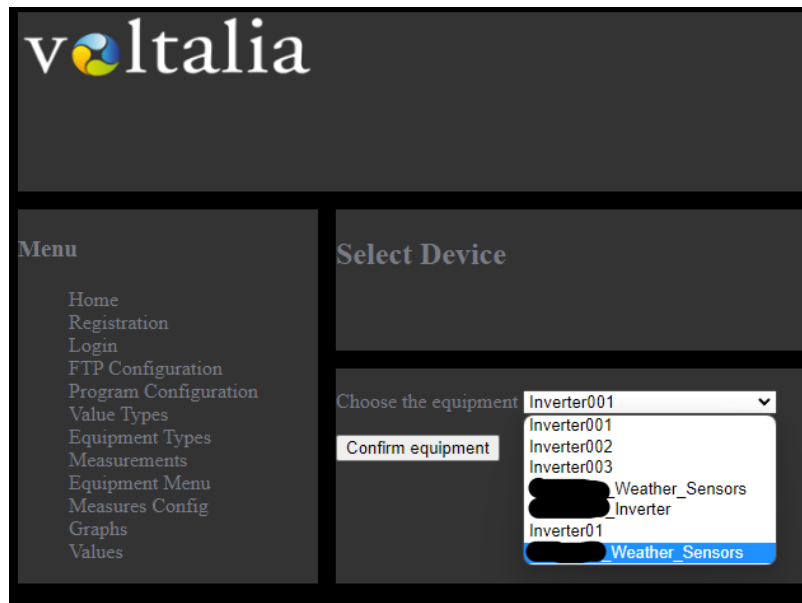 voltalia
Menu
Home
Registration
Login
FTP Configuration
Program Configuration
Value Types
Equipment Types
Measurements
Equipment Menu
Measures Config
Graphs
Values
Select Device
Choose the equipment Inverter001
Confirm equipment
Inverter001
Inverter002
Inverter003
_Weather_Sensors
_Inverter
Inverter01
_Weather_Sensors